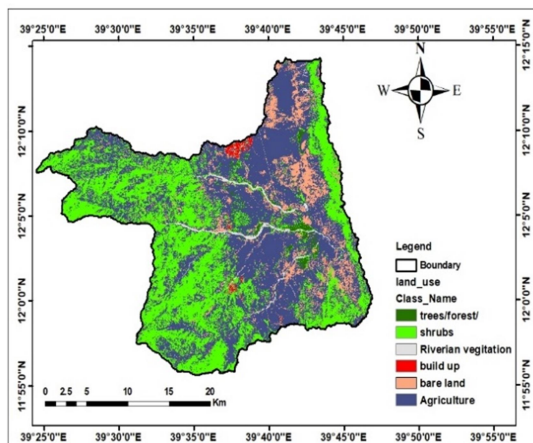 39°25'0"E 39°30'0"E 39°35'0"E 39°40'0"E 39°45'0"E 39°50'0"E 39°55'0"E
12°15'0"N
12°10'0"N 12°10'0"N
12°5'0"N 12°5'0"N
12°0'0"N 12°0'0"N
11°55'0"N 11°55'0"N
N
W E
S
Legend
Boundary
land_use
Class_Name
trees/forest/
shrubs
Riverian vegitation
build up
bare land
Agriculture
0 2.5 5 10 15 20
Km
39°25'0"E 39°30'0"E 39°35'0"E 39°40'0"E 39°45'0"E 39°50'0"E 39°55'0"E